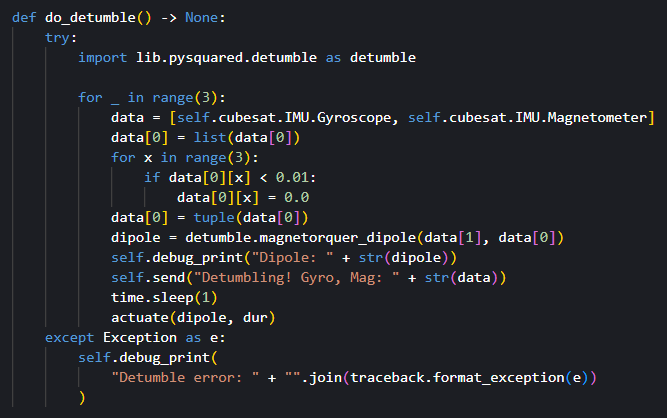 def do_detumble() -> None:
    try:
        import lib.pysquared.detumble as detumble

        for _ in range(3):
            data = [self.cubesat.IMU.Gyroscope, self.cubesat.IMU.Magnetometer]
            data[0] = list(data[0])
            for x in range(3):
                if data[0][x] < 0.01:
                    data[0][x] = 0.0
            data[0] = tuple(data[0])
            dipole = detumble.magnetorquer_dipole(data[1], data[0])
            self.debug_print("Dipole: " + str(dipole))
            self.send("Detumbling! Gyro, Mag: " + str(data))
            time.sleep(1)
            actuate(dipole, dur)
    except Exception as e:
        self.debug_print(
            "Detumble error: " + "".join(traceback.format_exception(e))
        )